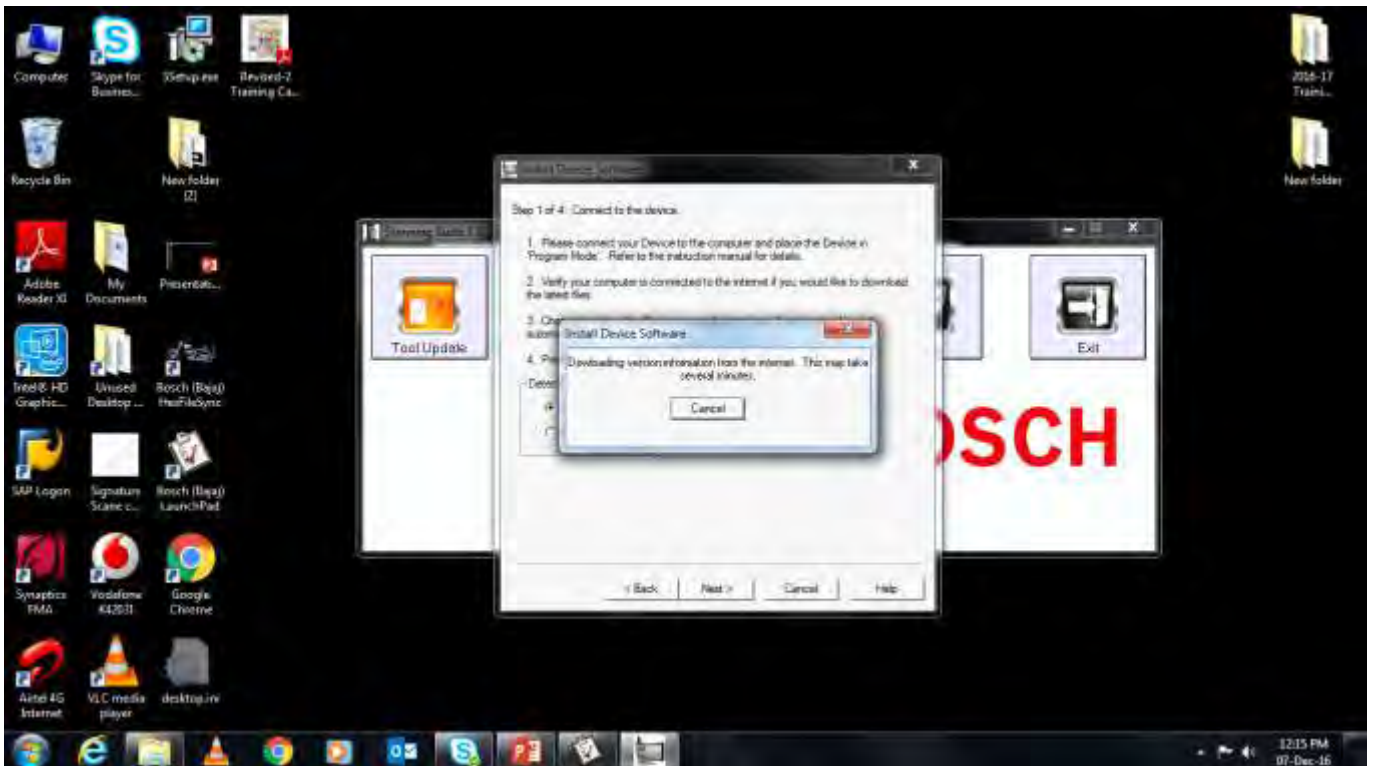 Computer
Skype for
Busines...
SSetup.exe
Revised-2
Training Ca...
Recycle Bin
New folder
(2)
Adobe
Reader XI
My
Documents
Presentati...
Intel® HD
Graphic...
Unused
Desktop ...
Bosch (Bajaj)
HexFileSync
SAP Logon
Signature
Bosch (Bajaj)
LaunchPad
Synaptics
Vodafone
K4203
Google
Chrome
Airtel 4G
Internet
VLC media
player
desktop.ini
2016-17
Traini...
New folder
Install Device Software
Step 1 of 4: Connect to the device.
1. Please connect your Device to the computer and place the Device in
'Program Mode'. Refer to the instruction manual for details.
2. Verify your computer is connected to the internet if you would like to download
the latest files
3.
4.
Install Device Software
Downloading version information from the internet. This may take
several minutes.
Cancel
< Back
Next >
Cancel
Help
Tool Update
Exit
OSCH
12:15 PM
07-Dec-16